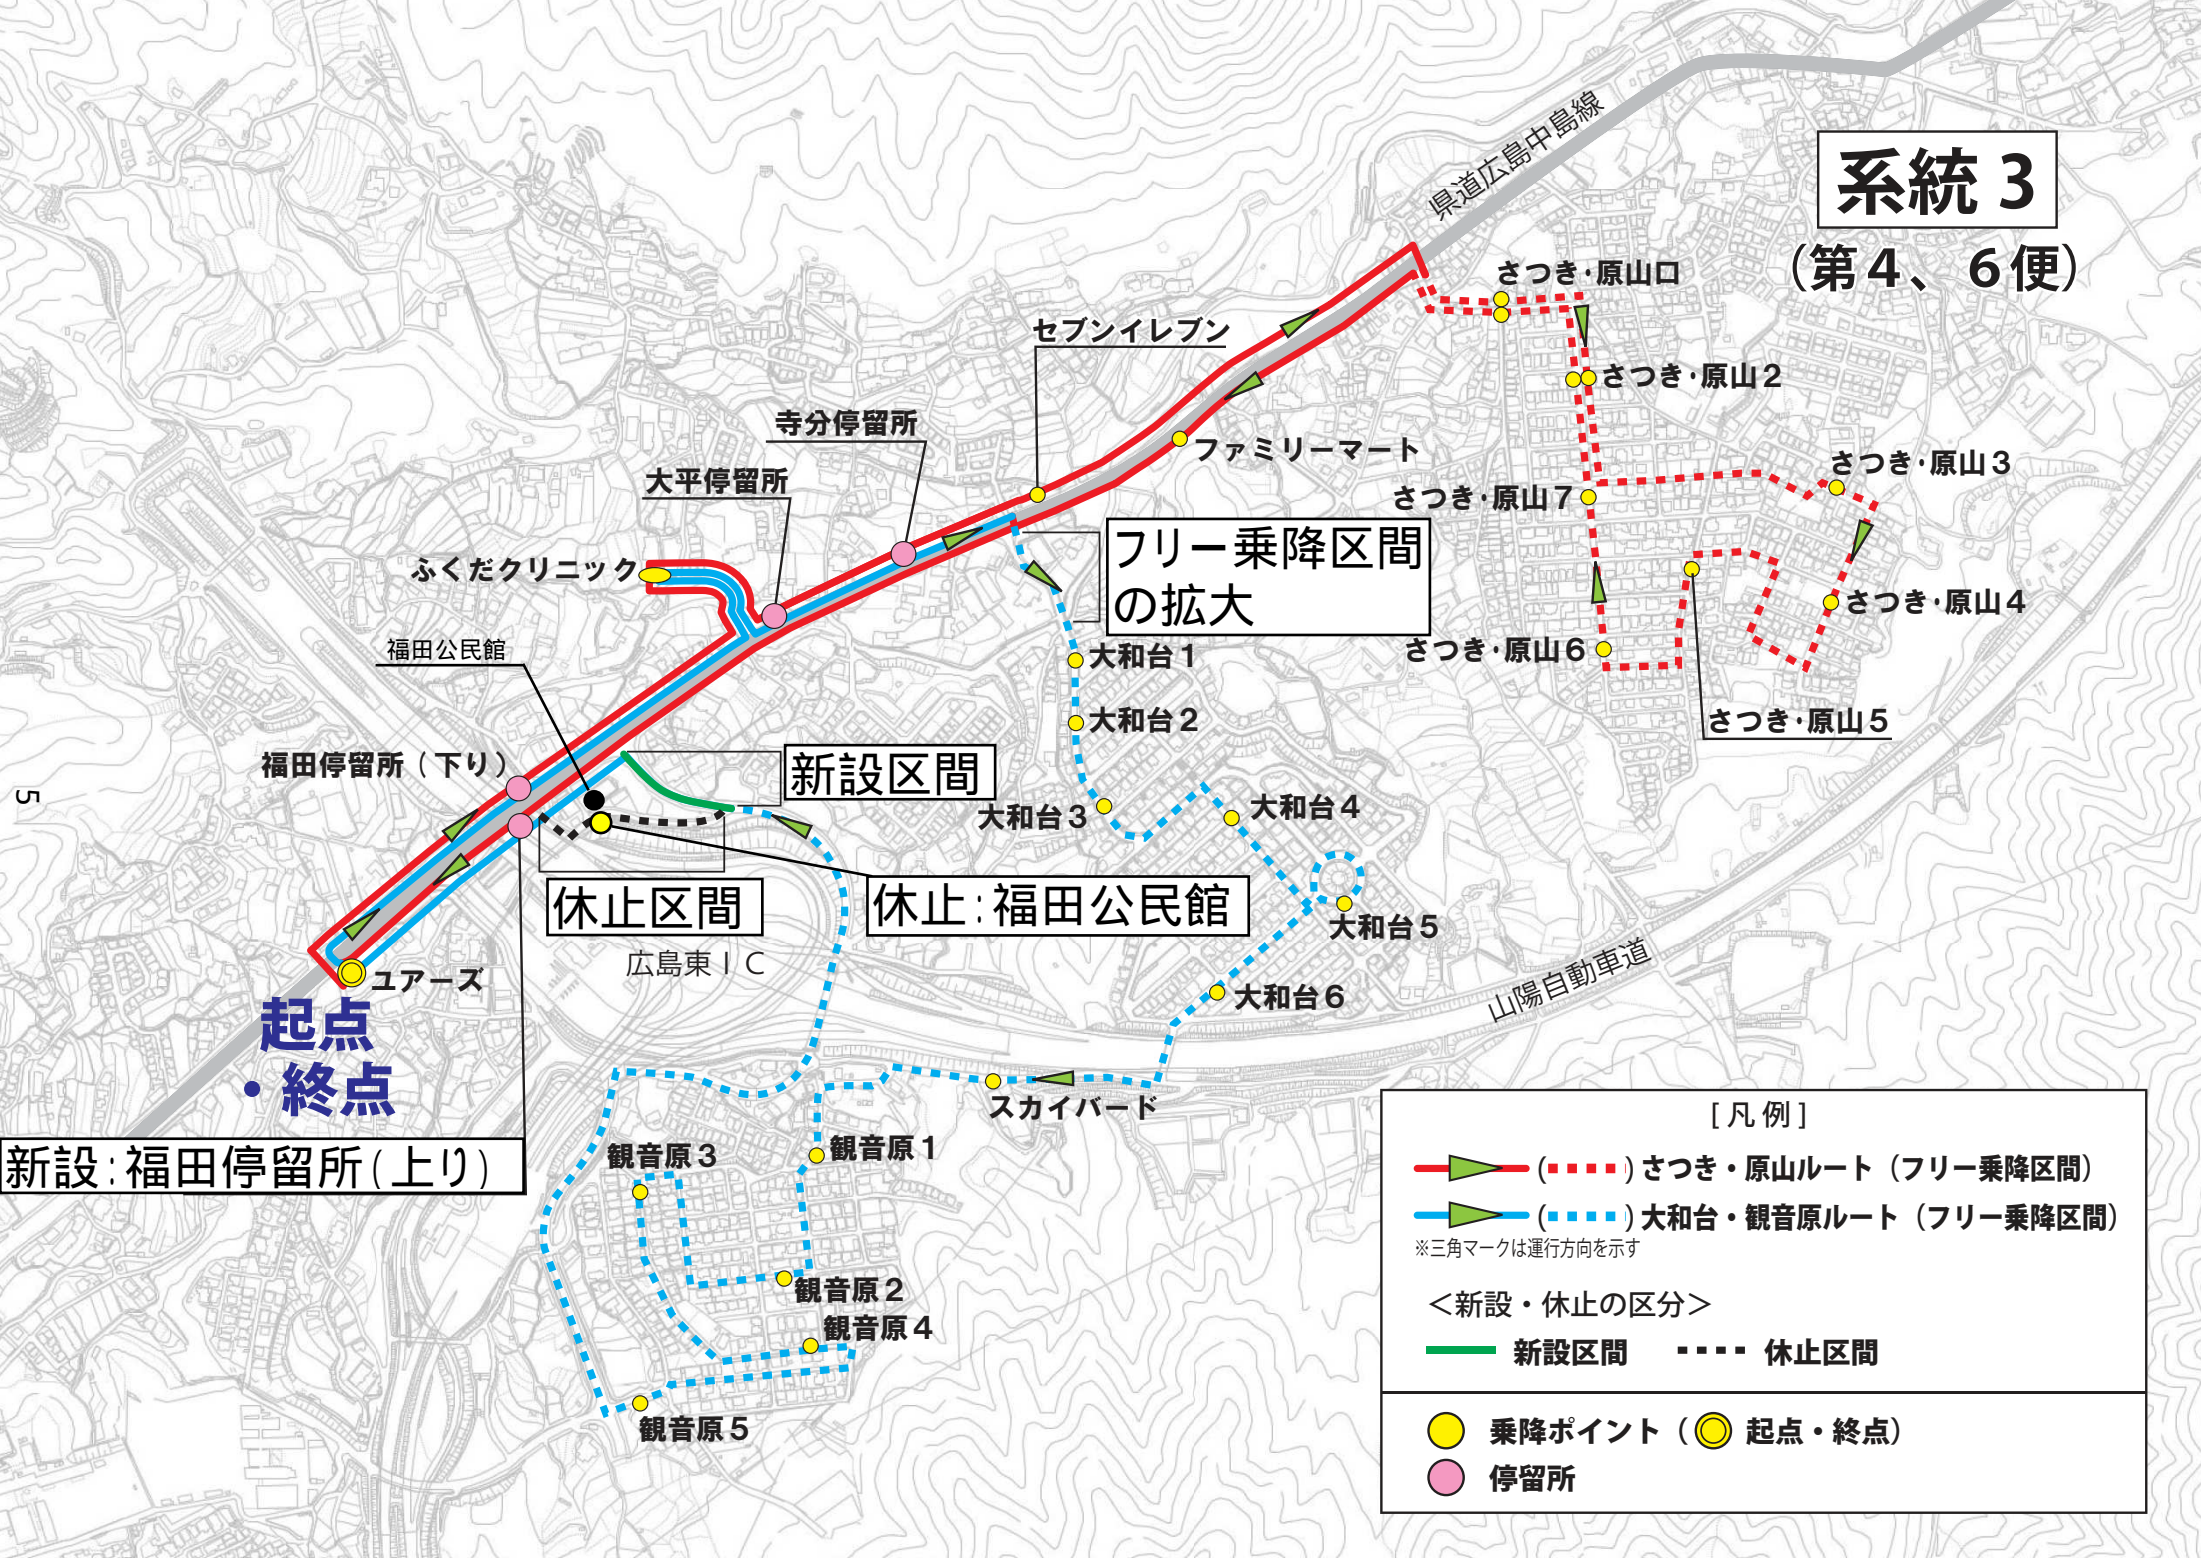 系統3
（第4、6便）
県道広島中島線
さつき・原山口
セブンイレブン
さつき・原山2
寺分停留所
ファミリーマート
さつき・原山3
大平停留所
さつき・原山7
フリー乗降区間
の拡大
ふくだクリニック
さつき・原山4
福田公民館
大和台1
さつき・原山6
大和台2
さつき・原山5
福田停留所（下り）
新設区間
5
大和台3
大和台4
休止区間
休止：福田公民館
大和台5
広島東IC
山陽自動車道
ユアーズ
大和台6
起点
・終点
スカイバード
新設：福田停留所（上り）
観音原3
観音原1
観音原2
観音原4
観音原5
[凡例]
（　）さつき・原山ルート（フリー乗降区間）
（　）大和台・観音原ルート（フリー乗降区間）
※三角マークは運行方向を示す
＜新設・休止の区分＞
新設区間　休止区間
乗降ポイント（　起点・終点）
停留所